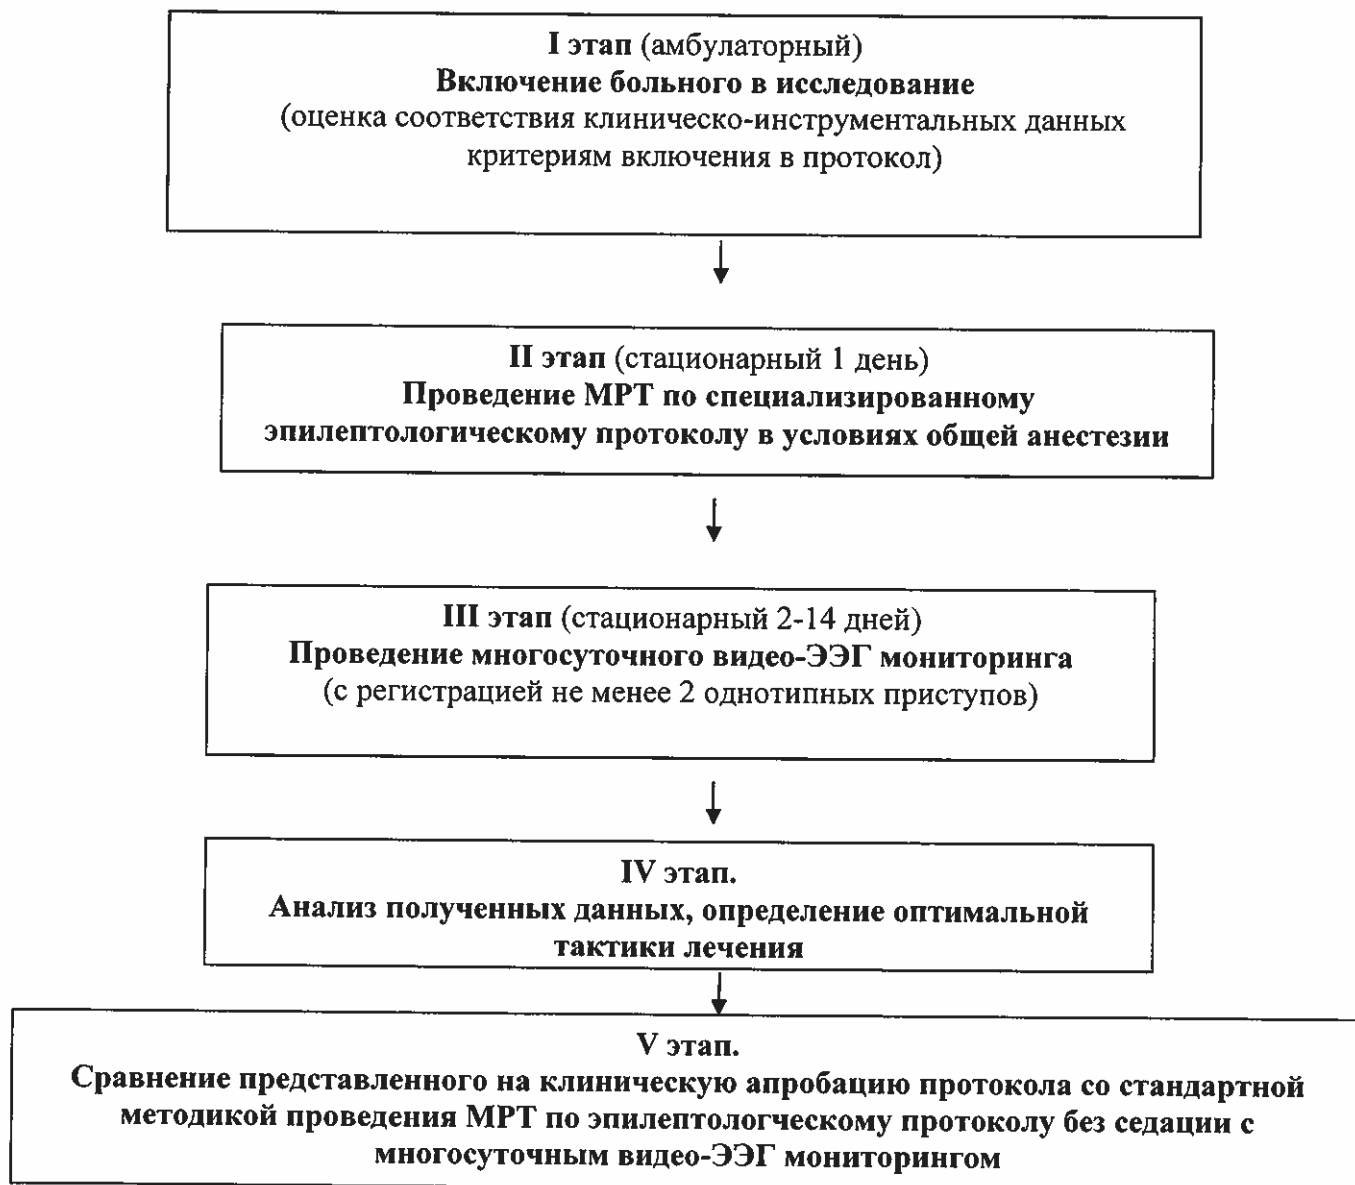 I этап (амбулаторный)
Включение больного в исследование
(оценка соответствия клиническо-инструментальных данных
критериям включения в протокол)
II этап (стационарный 1 день)
Проведение МРТ по специализированному
эпилептологическому протоколу в условиях общей анестезии
III этап (стационарный 2-14 дней)
Проведение многосуточного видео-ЭЭГ мониторинга
(с регистрацией не менее 2 однотипных приступов)
IV этап.
Анализ полученных данных, определение оптимальной
тактики лечения
V этап.
Сравнение представленного на клиническую апробацию протокола со стандартной
методикой проведения МРТ по эпилептологческому протоколу без седации с
многосуточным видео-ЭЭГ мониторингом